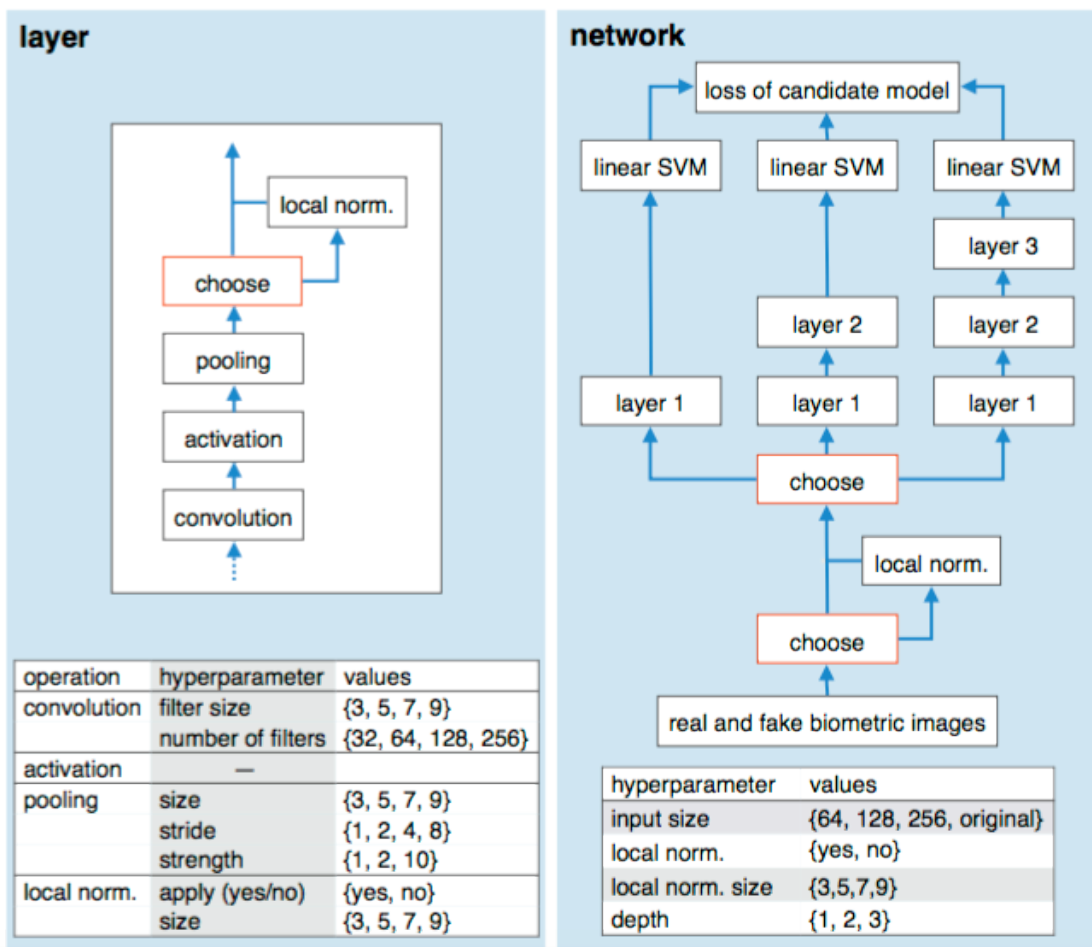 layer
local norm.
choose
pooling
activation
convolution
operation hyperparameter values
convolution filter size {3, 5, 7, 9}
number of filters {32, 64, 128, 256}
activation —
pooling size {3, 5, 7, 9}
stride {1, 2, 4, 8}
strength {1, 2, 10}
local norm. apply (yes/no) {yes, no}
size {3, 5, 7, 9}
network
loss of candidate model
linear SVM linear SVM linear SVM
layer 3
layer 2 layer 2
layer 1 layer 1 layer 1
choose
local norm.
choose
real and fake biometric images
hyperparameter values
input size {64, 128, 256, original}
local norm. {yes, no}
local norm. size {3,5,7,9}
depth {1, 2, 3}